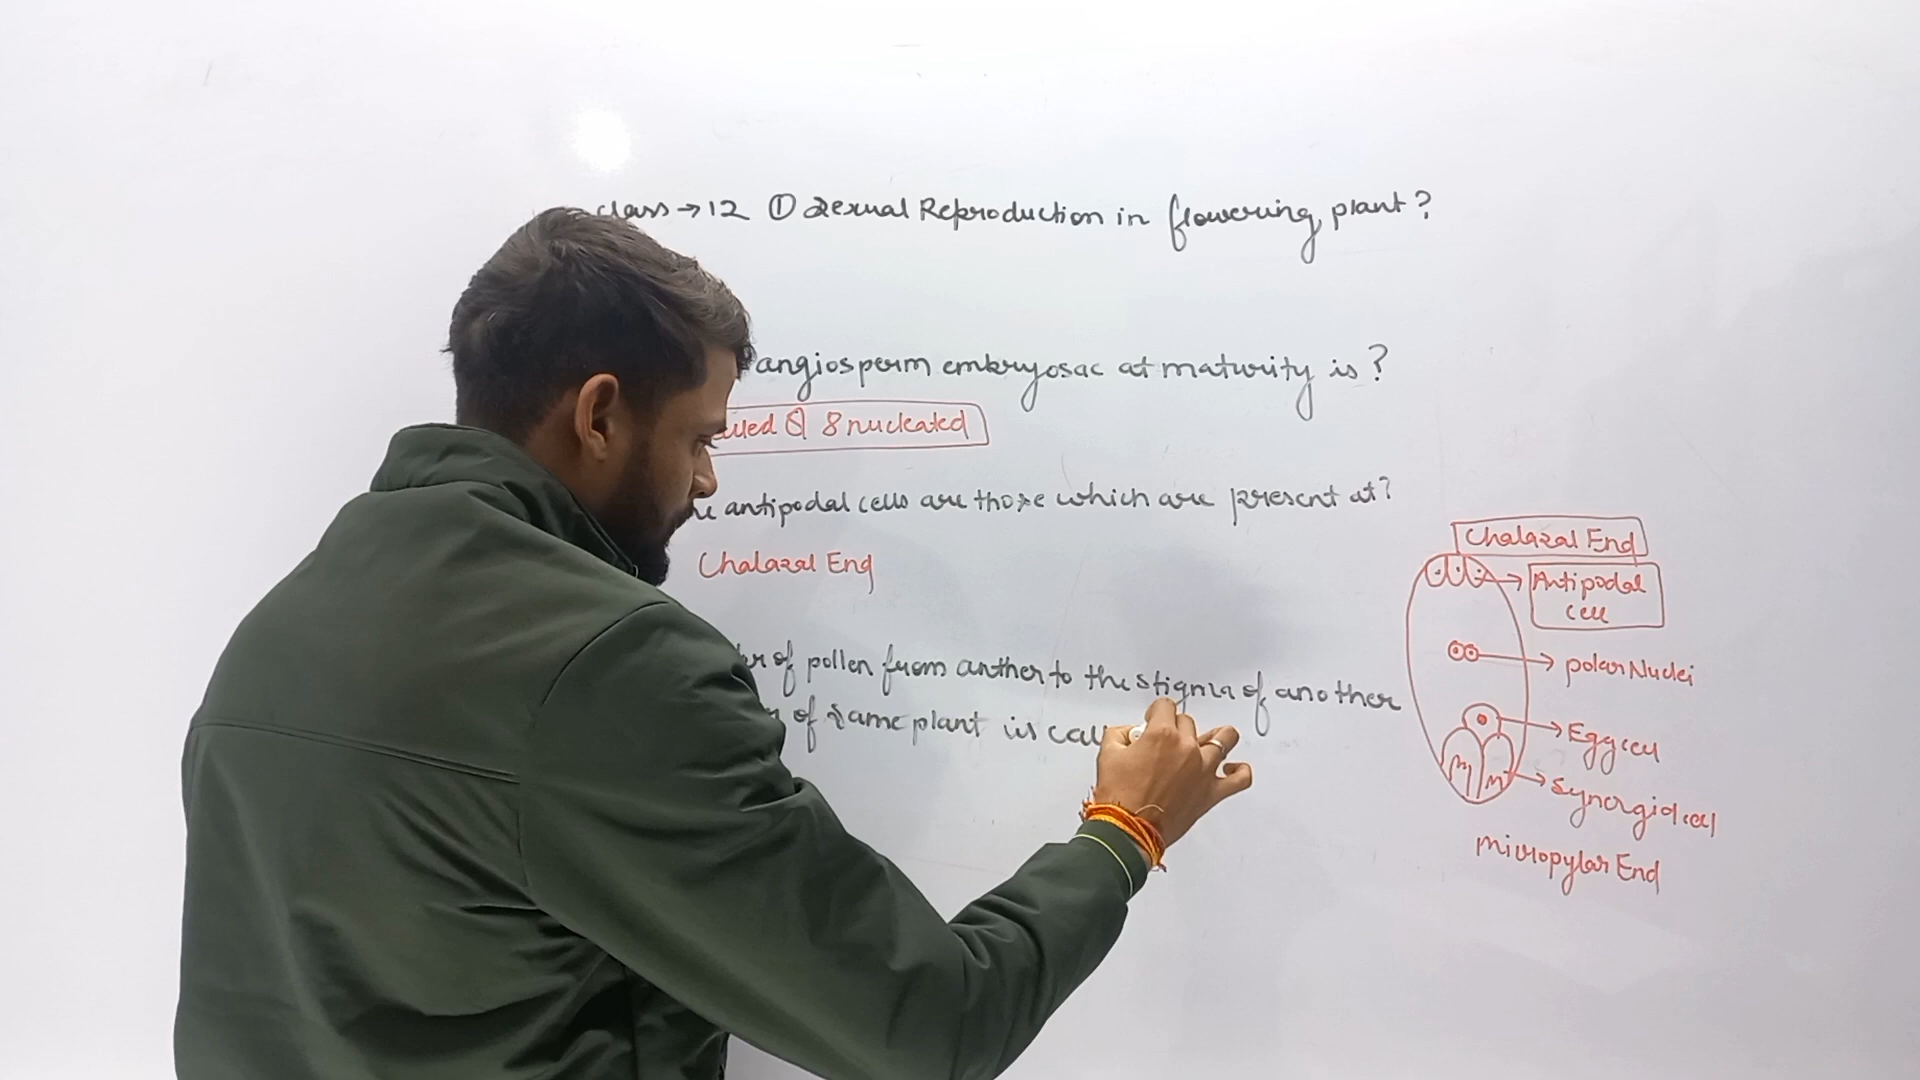 class → 12 ① Sexual Reproduction in flowering plant?
angiosperm embryosac at maturity is?
8 nucleated
antipodal cells are those which are present at?
Chalazal End
of pollen from anther to the stigma of another
of same plant is
Chalazal End
Antipodal
cell
polar Nuclei
Egg cell
Synergid cell
Micropylar End